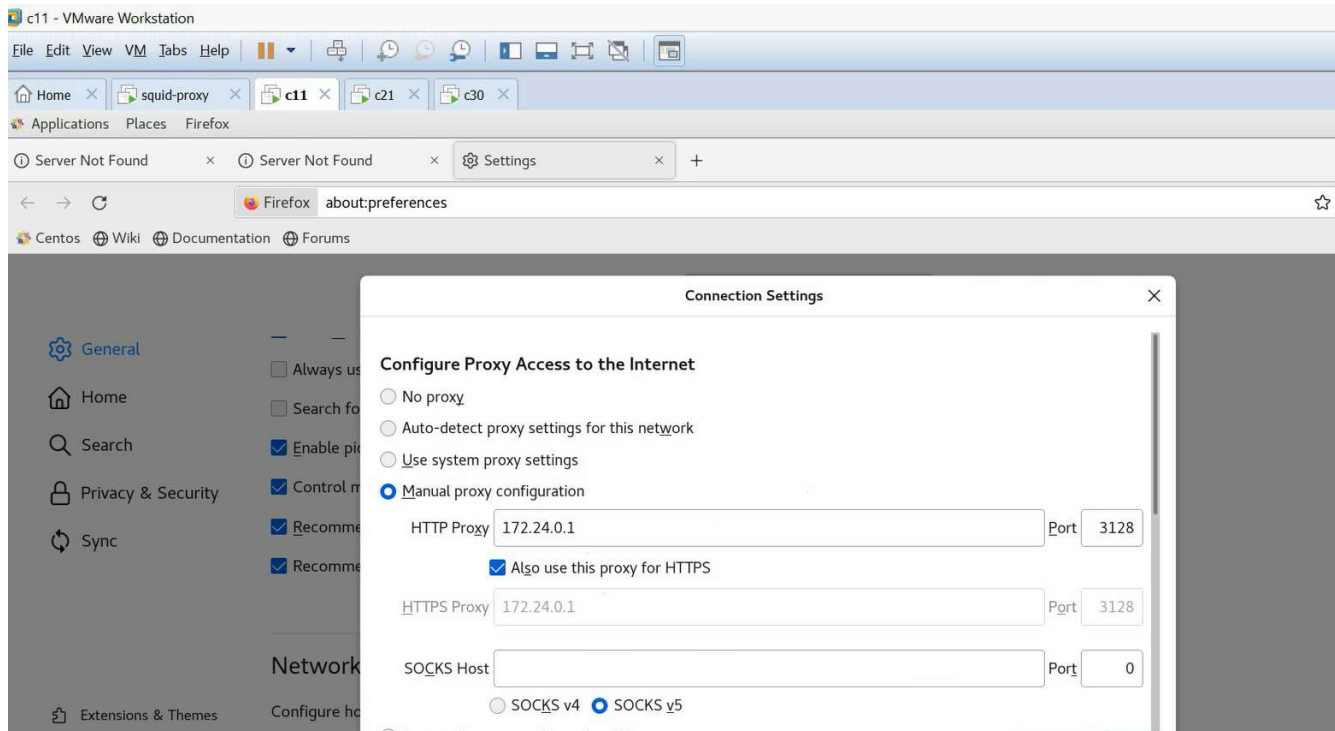 c11 - VMware Workstation
File Edit View VM Tabs Help
Home squid-proxy c11 c21 c30
Applications Places Firefox
Server Not Found Server Not Found Settings
Firefox about:preferences
Centos Wiki Documentation Forums
Connection Settings
General
Always us
Configure Proxy Access to the Internet
Home
No proxy
Search fo
Auto-detect proxy settings for this network
Search
Enable pic
Use system proxy settings
Privacy & Security
Control m
Manual proxy configuration
Recomme
HTTP Proxy 172.24.0.1 Port 3128
Sync
Recomme
Also use this proxy for HTTPS
HTTPS Proxy 172.24.0.1 Port 3128
Network
SOCKS Host Port 0
Extensions & Themes
Configure ho
SOCKS v4 SOCKS v5